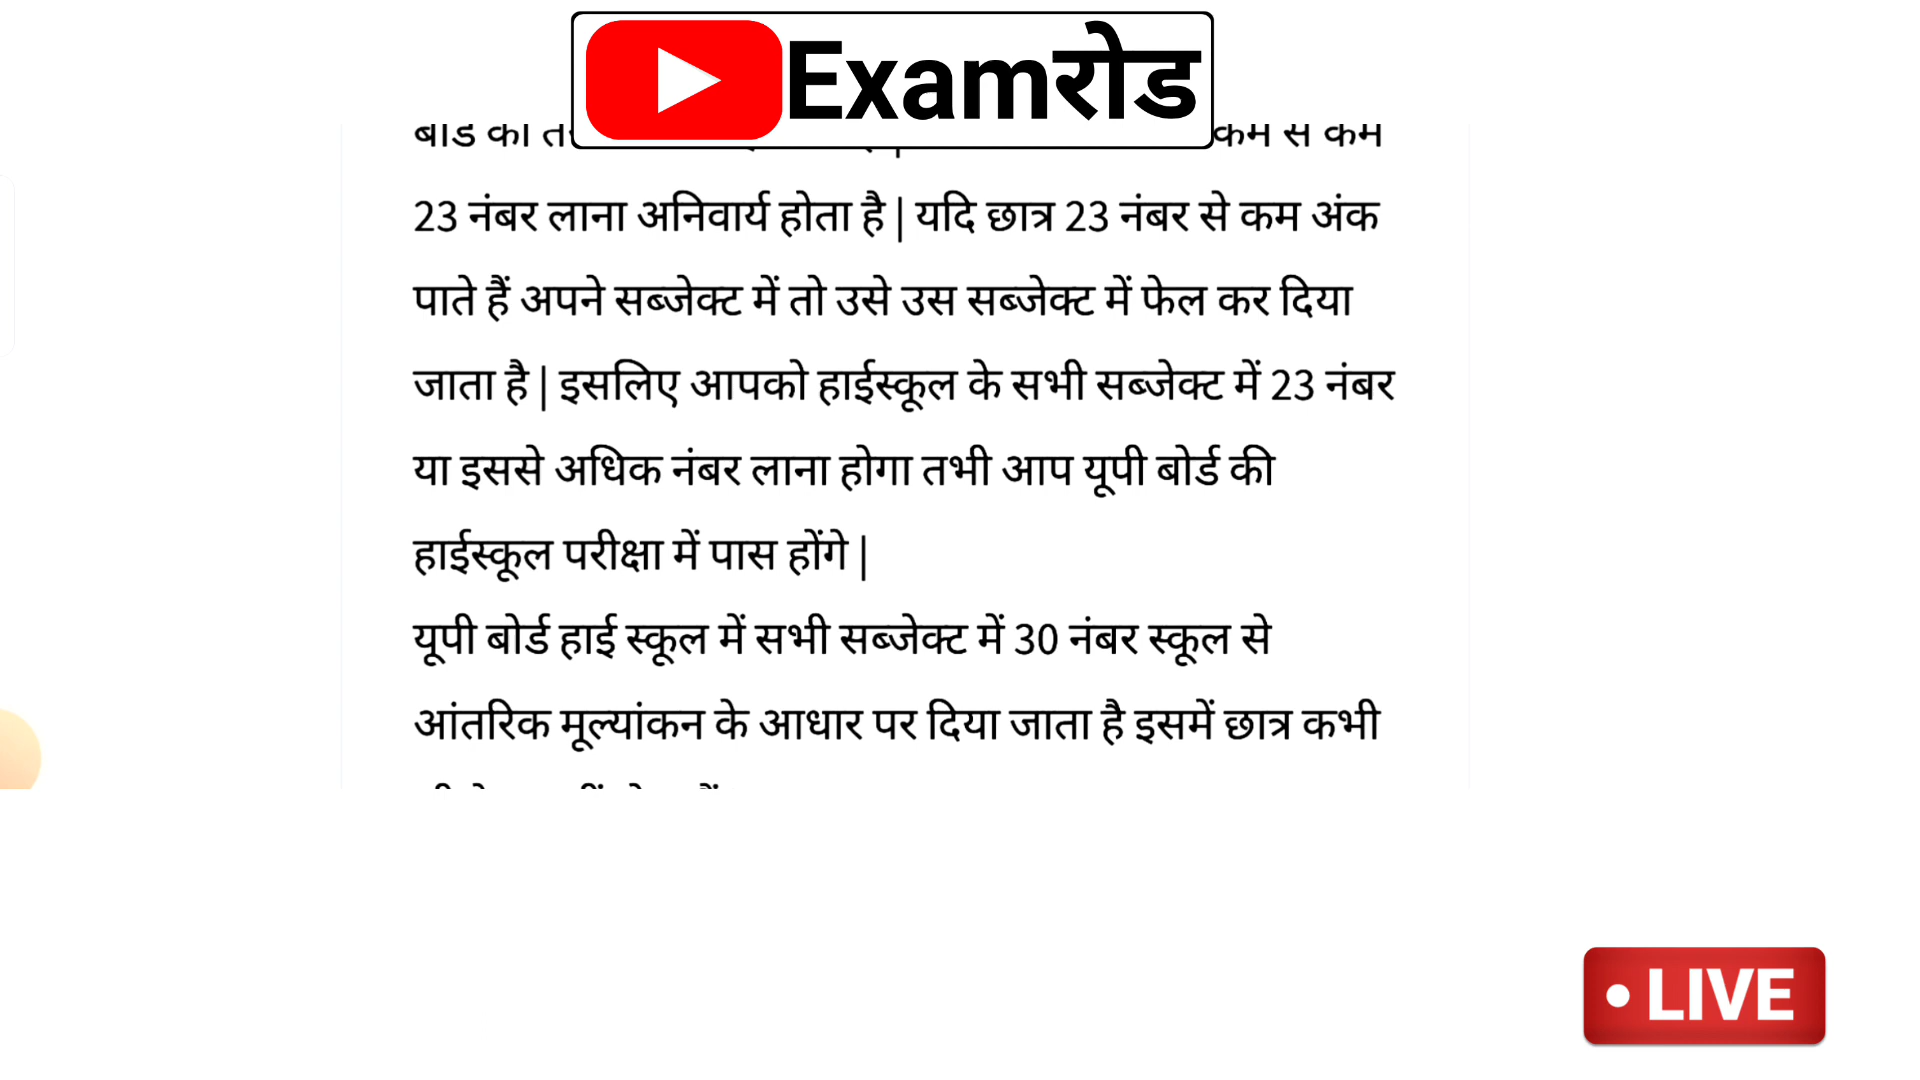 Examरोड
बोर्ड की कम से कम
23 नंबर लाना अनिवार्य होता है | यदि छात्र 23 नंबर से कम अंक
पाते हैं अपने सब्जेक्ट में तो उसे उस सब्जेक्ट में फेल कर दिया
जाता है | इसलिए आपको हाईस्कूल के सभी सब्जेक्ट में 23 नंबर
या इससे अधिक नंबर लाना होगा तभी आप यूपी बोर्ड की
हाईस्कूल परीक्षा में पास होंगे |
यूपी बोर्ड हाई स्कूल में सभी सब्जेक्ट में 30 नंबर स्कूल से
आंतरिक मूल्यांकन के आधार पर दिया जाता है इसमें छात्र कभी
LIVE